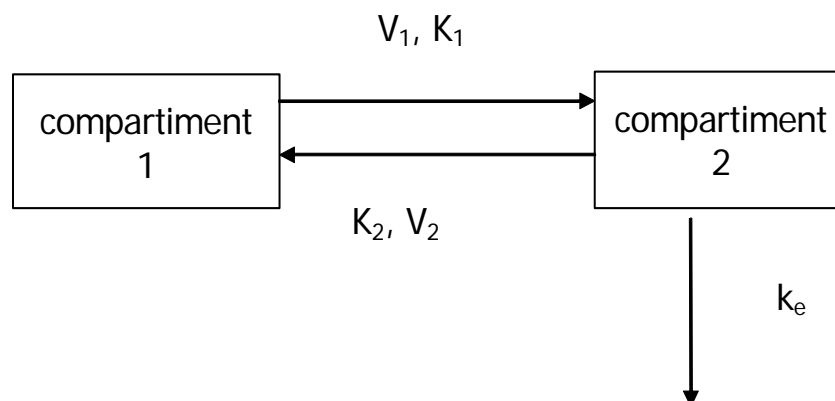 V₁, K₁
compartiment
1
compartiment
2
K₂, V₂
kₑ